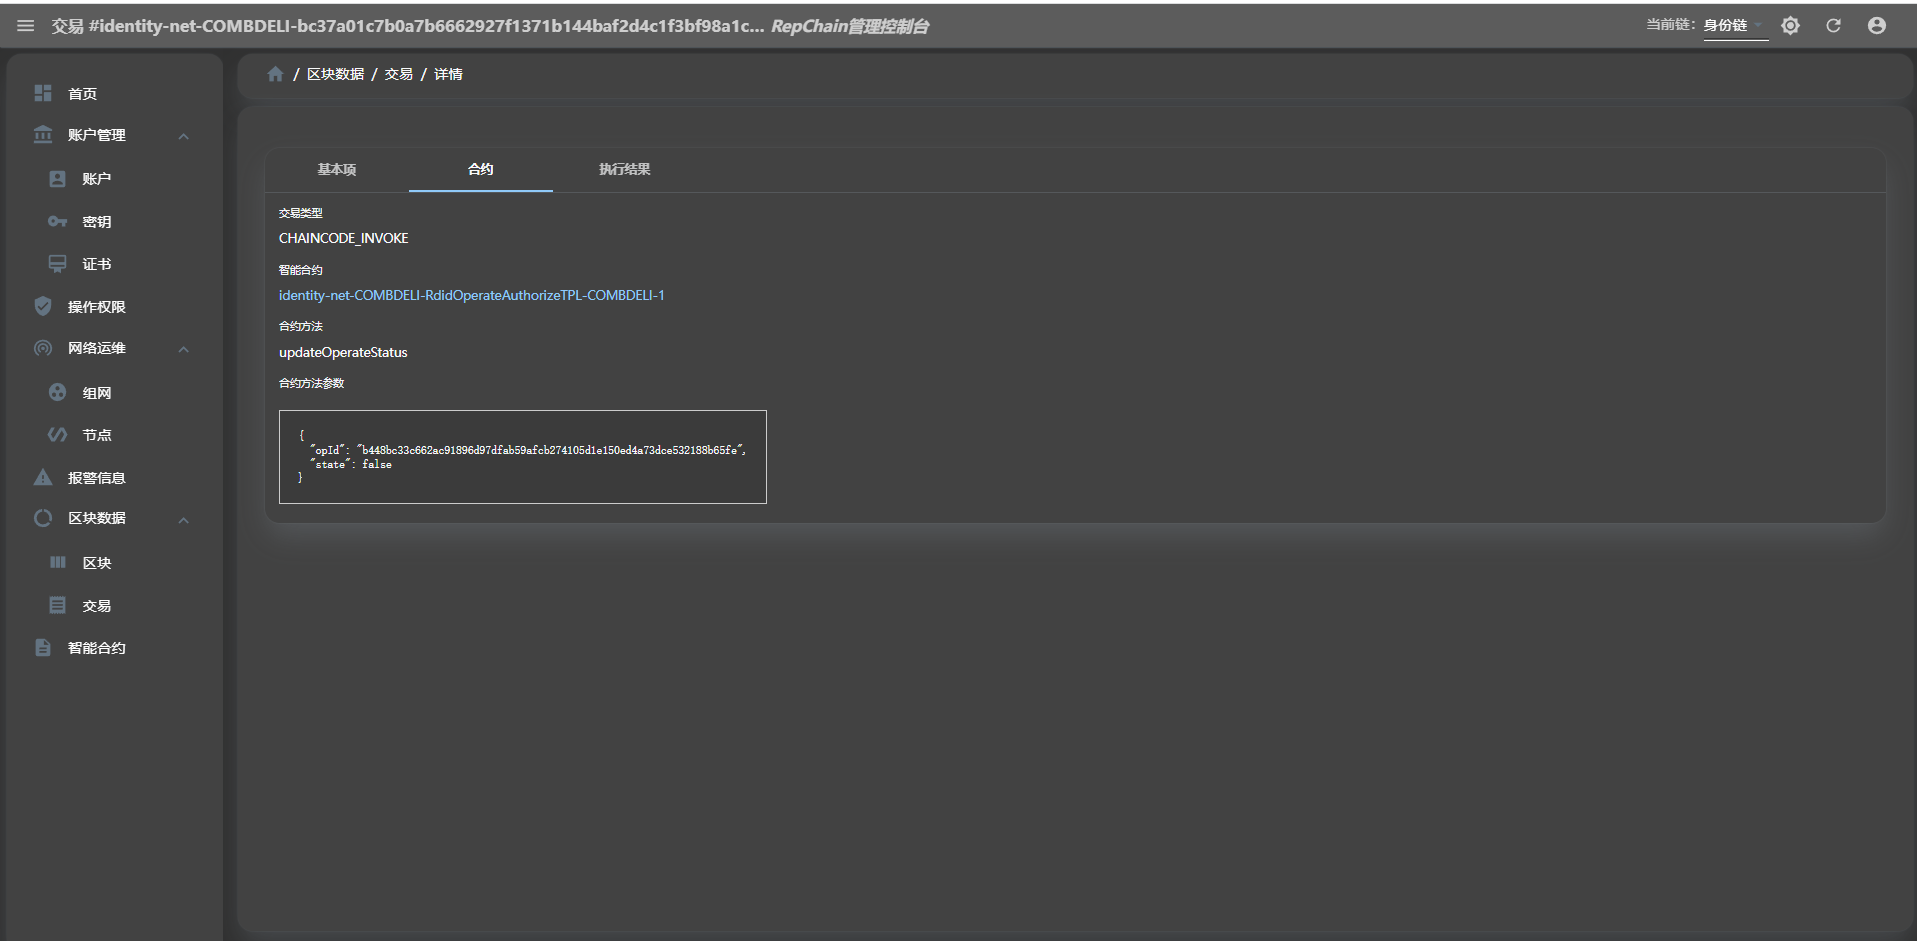 交易 #identity-net-COMBDELI-bc37a01c7b0a7b6662927f1371b144baf2d4c1f3bf98a1c... RepChain管理控制台
当前链: 身份链
首页
账户管理
账户
密钥
证书
操作权限
网络运维
组网
节点
报警信息
区块数据
区块
交易
智能合约
/ 区块数据 / 交易 / 详情
基本项 合约 执行结果
交易类型
CHAINCODE_INVOKE
智能合约
identity-net-COMBDELI-RdidOperateAuthorizeTPL-COMBDELI-1
合约方法
updateOperateStatus
合约方法参数
{
"opId": "b448bc33c662ac91896d97dfab59afcb274105d1e150ed4a73dce532188b65fe",
"state": false
}